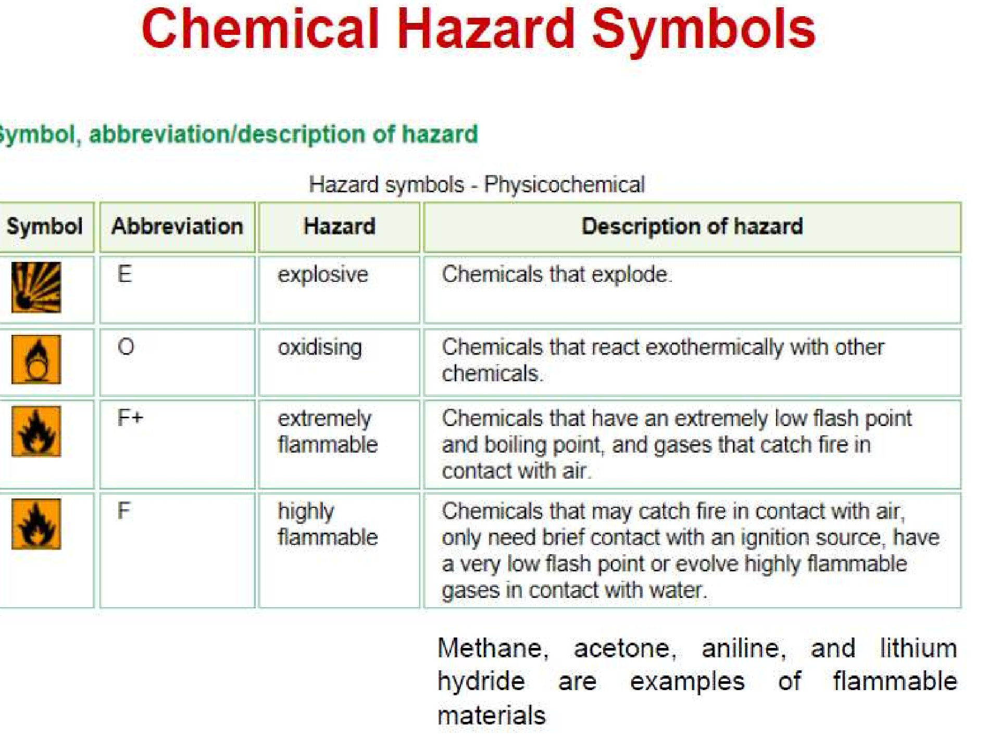 Chemical Hazard Symbols
Symbol, abbreviation/description of hazard
Hazard symbols - Physicochemical
Symbol Abbreviation Hazard Description of hazard
E explosive Chemicals that explode.
O oxidising Chemicals that react exothermically with other
chemicals.
F+ extremely Chemicals that have an extremely low flash point
flammable and boiling point, and gases that catch fire in
contact with air.
F highly Chemicals that may catch fire in contact with air,
flammable only need brief contact with an ignition source, have
a very low flash point or evolve highly flammable
gases in contact with water.
Methane, acetone, aniline, and lithium
hydride are examples of flammable
materials